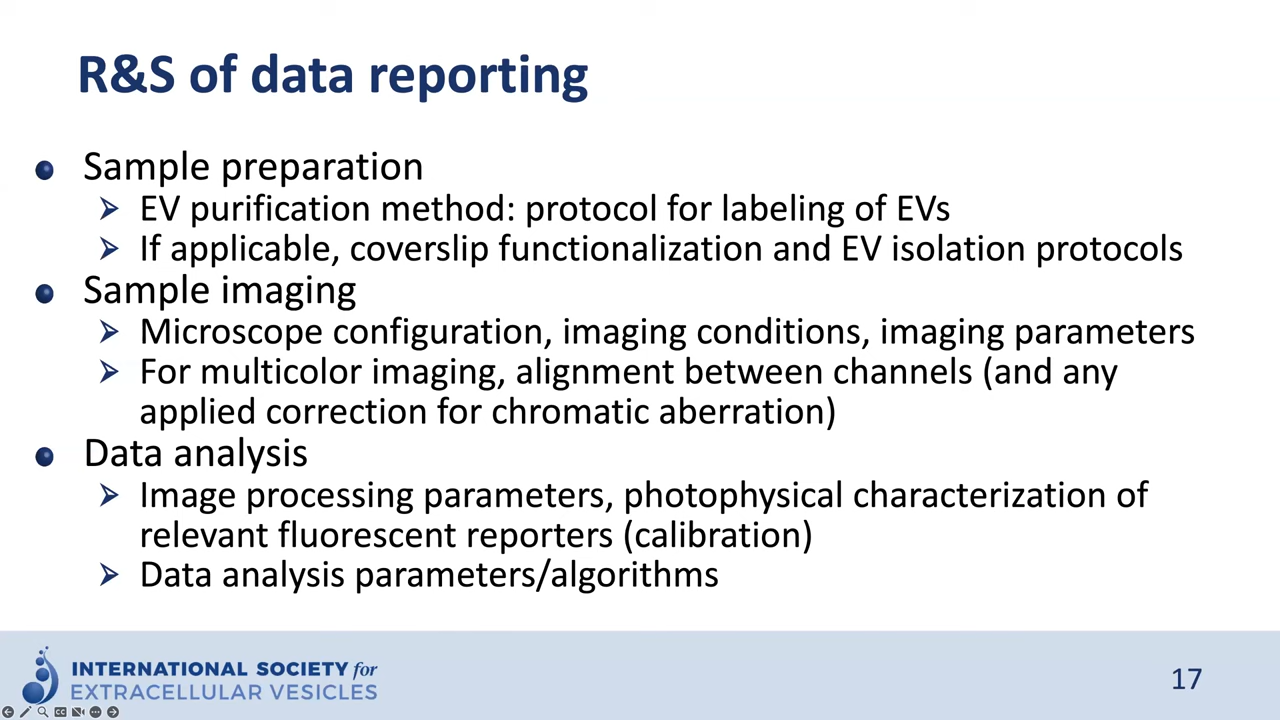 R&S of data reporting
Sample preparation
EV purification method: protocol for labeling of EVs
If applicable, coverslip functionalization and EV isolation protocols
Sample imaging
Microscope configuration, imaging conditions, imaging parameters
For multicolor imaging, alignment between channels (and any
applied correction for chromatic aberration)
Data analysis
Image processing parameters, photophysical characterization of
relevant fluorescent reporters (calibration)
Data analysis parameters/algorithms
INTERNATIONAL SOCIETY for
EXTRACELLULAR VESICLES
17
CC